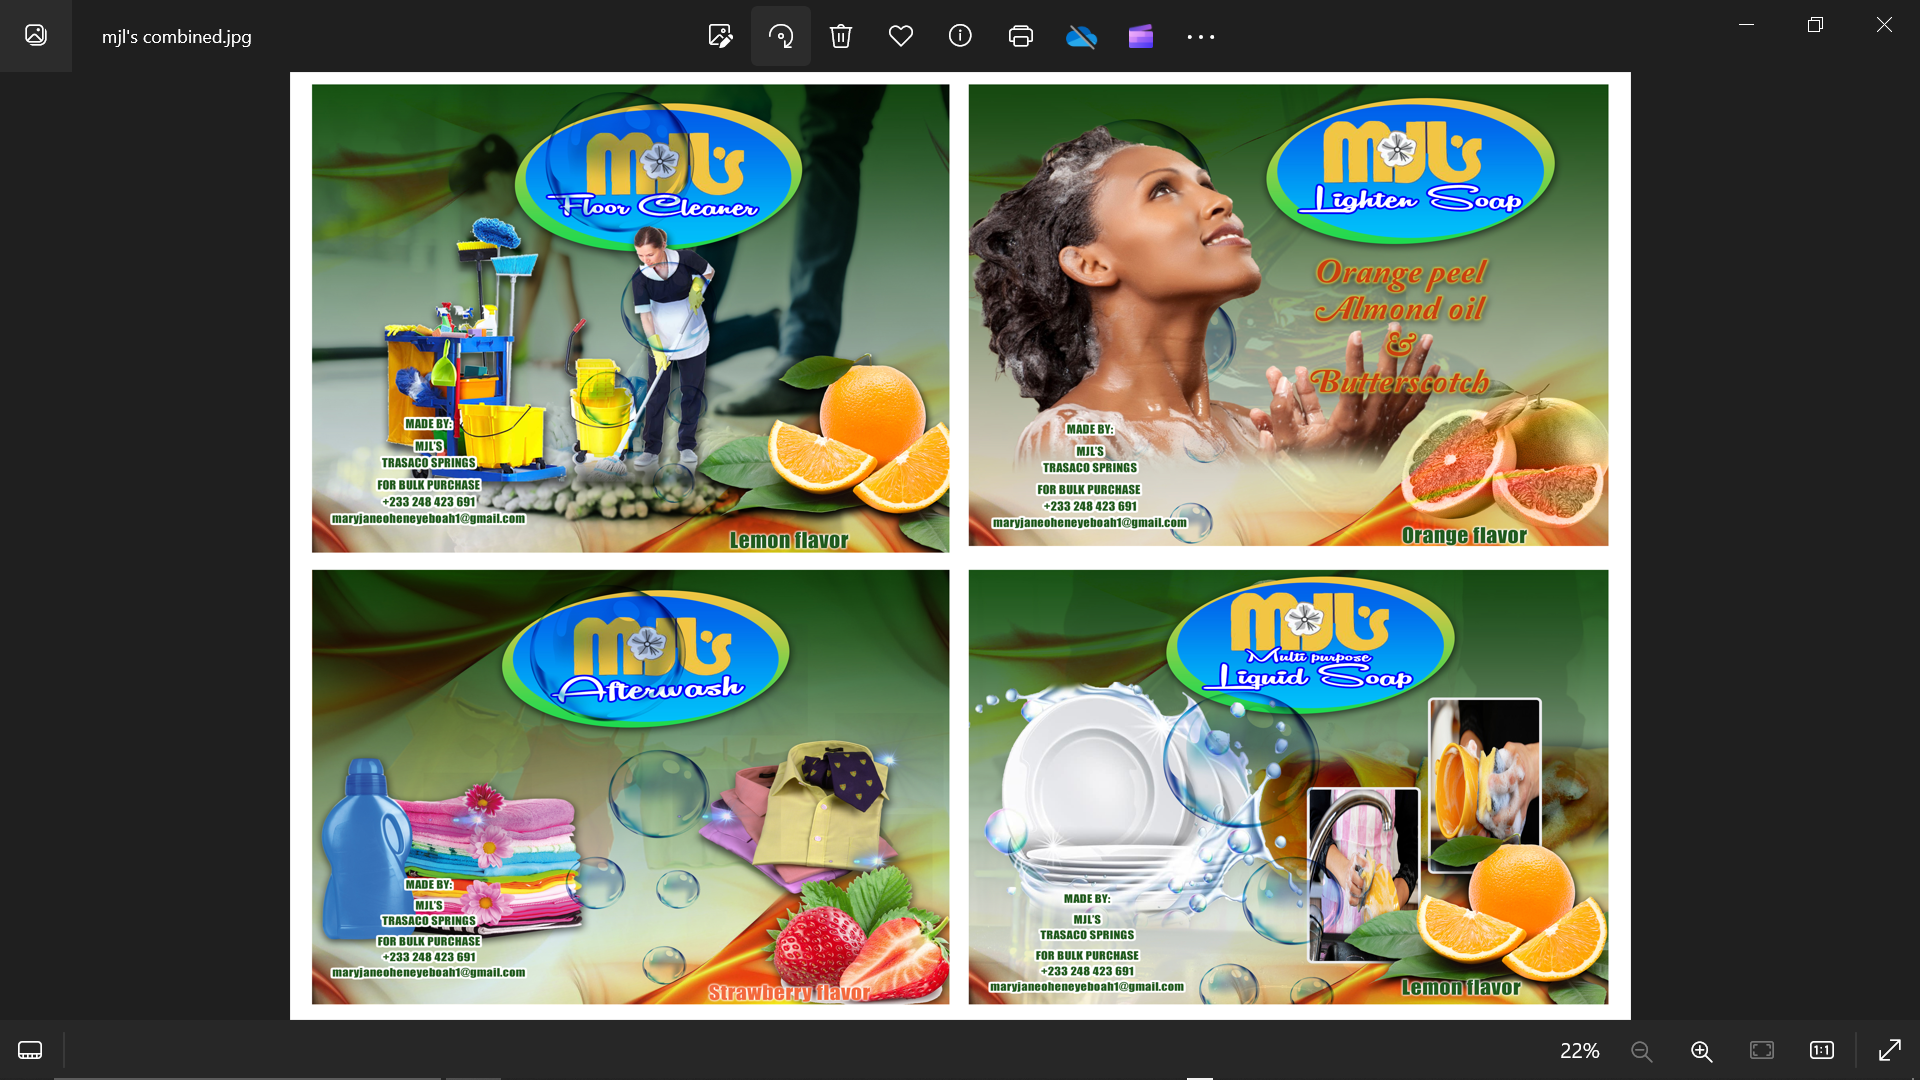 mjl's combined.jpg
MJL's
Floor Cleaner
MADE BY:
MJL'S
TRASACO SPRINGS
FOR BULK PURCHASE
+233 248 423 691
maryjaneoheneyeboah1@gmail.com
Lemon flavor
MJL's
Lighten Soap
Orange peel
Almond oil
&
Butterscotch
MADE BY:
MJL'S
TRASACO SPRINGS
FOR BULK PURCHASE
+233 248 423 691
maryjaneoheneyeboah1@gmail.com
Orange flavor
MJL's
Afterwash
MADE BY:
MJL'S
TRASACO SPRINGS
FOR BULK PURCHASE
+233 248 423 691
maryjaneoheneyeboah1@gmail.com
Strawberry flavor
MJL's
Multi purpose
Liquid Soap
MADE BY:
MJL'S
TRASACO SPRINGS
FOR BULK PURCHASE
+233 248 423 691
maryjaneoheneyeboah1@gmail.com
Lemon flavor
22%
1:1